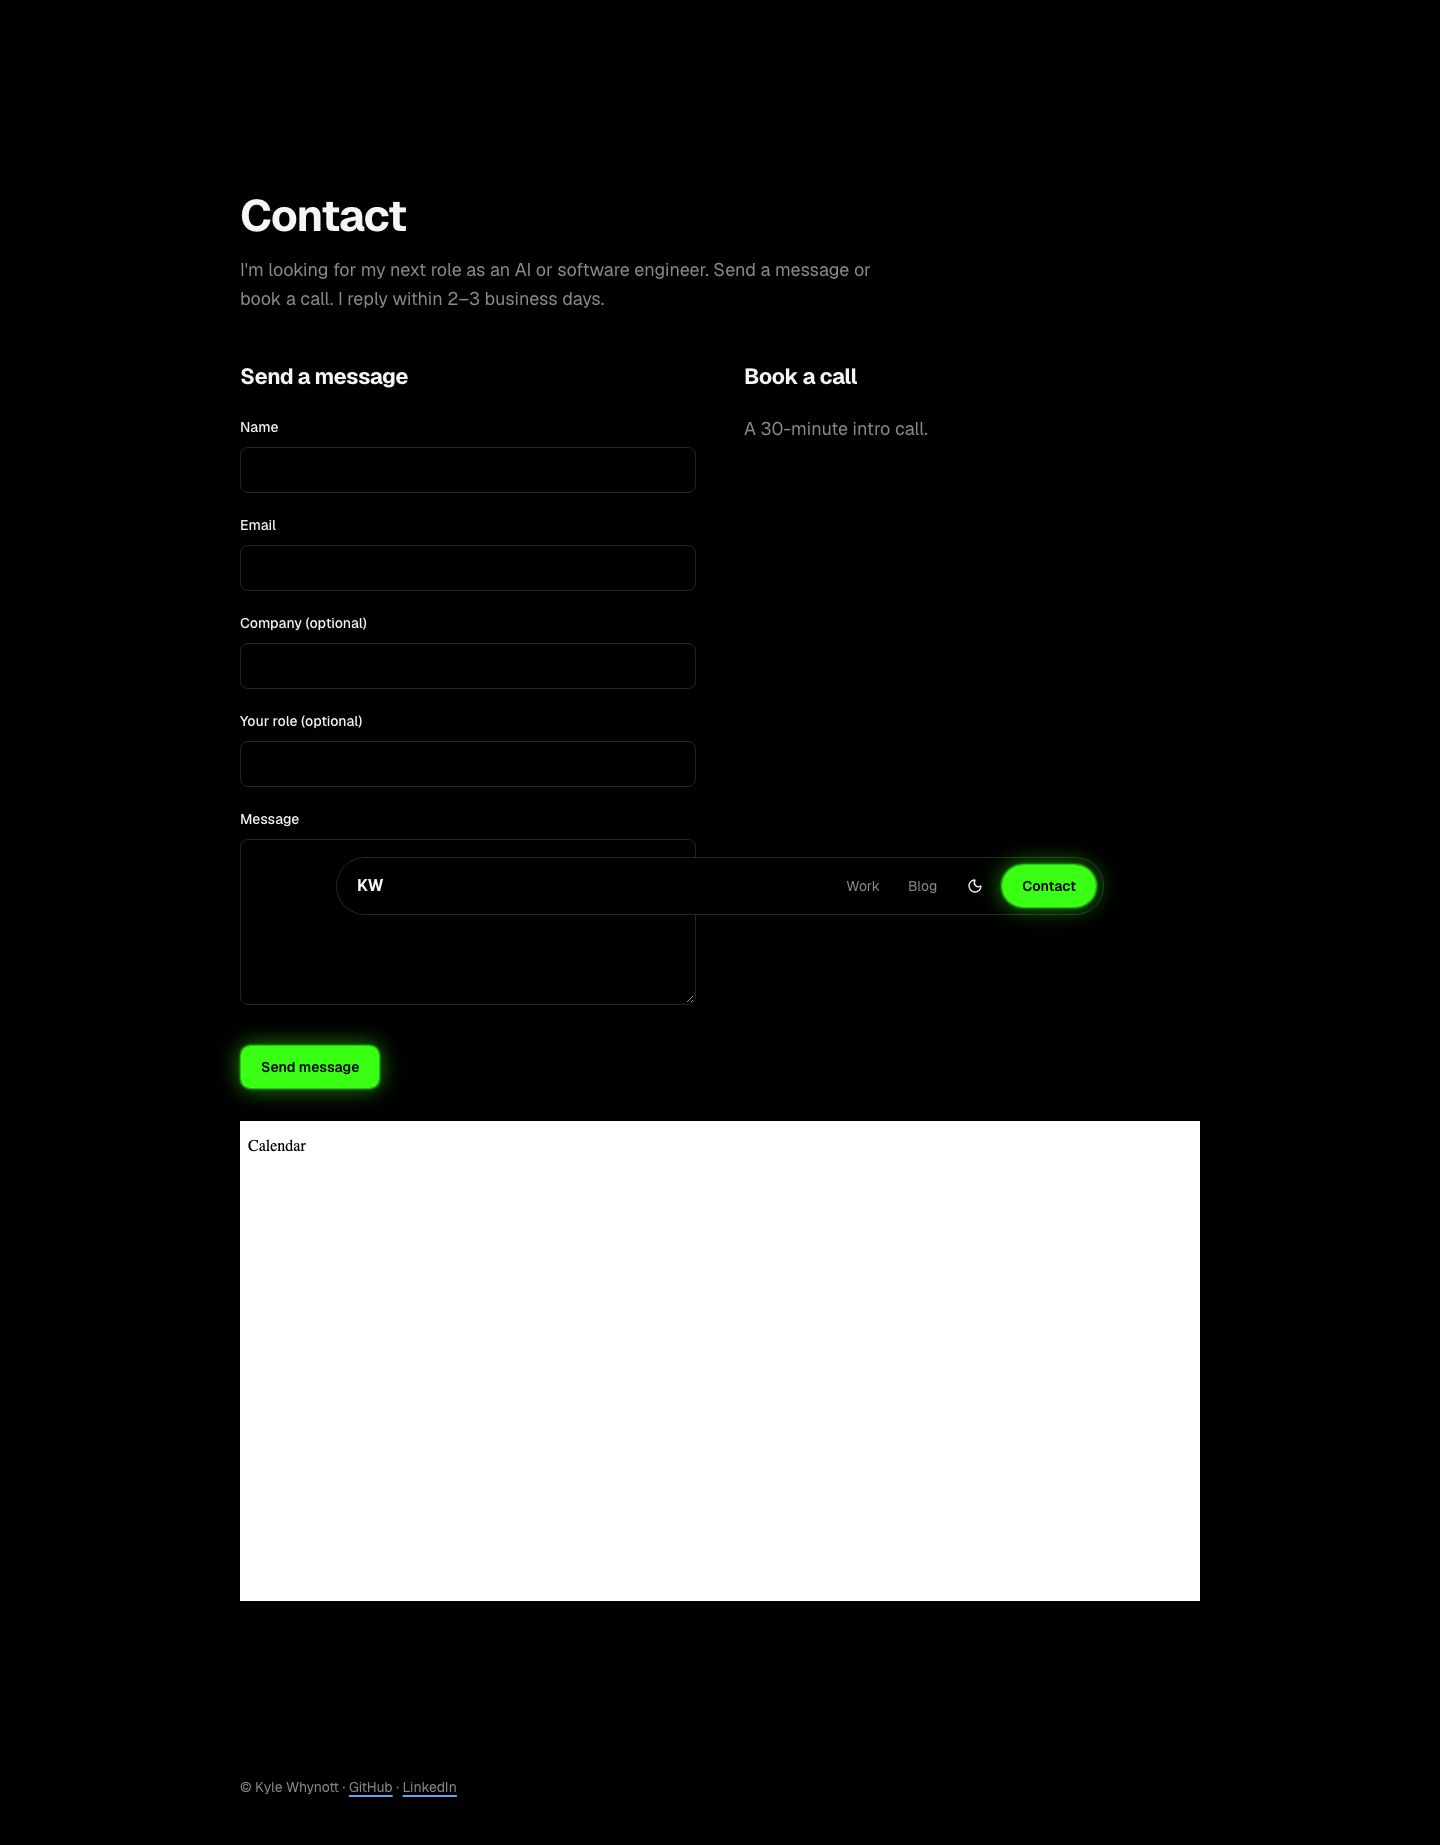 Contact
I'm looking for my next role as an AI or software engineer. Send a message or
book a call. I reply within 2–3 business days.
Send a message
Name
Email
Company (optional)
Your role (optional)
Message
Book a call
A 30-minute intro call.
KW Work Blog Contact
Send message
Calendar
© Kyle Whynott · GitHub · LinkedIn